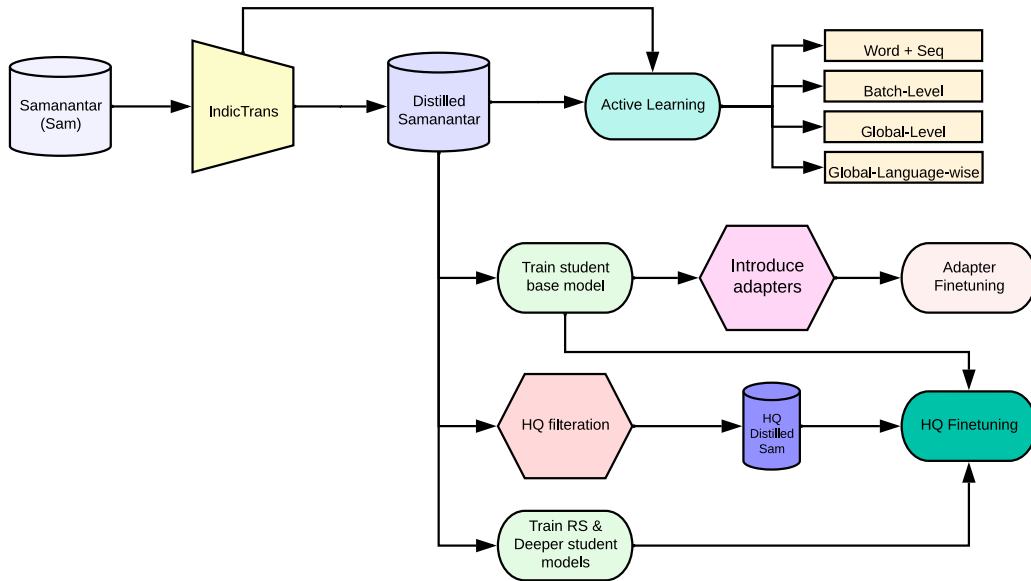 Samanantar
(Sam)
IndicTrans
Distilled
Samanantar
Active Learning
Word + Seq
Batch-Level
Global-Level
Global-Language-wise
Train student
base model
Introduce
adapters
Adapter
Finetuning
HQ filteration
HQ
Distilled
Sam
HQ Finetuning
Train RS &
Deeper student
models